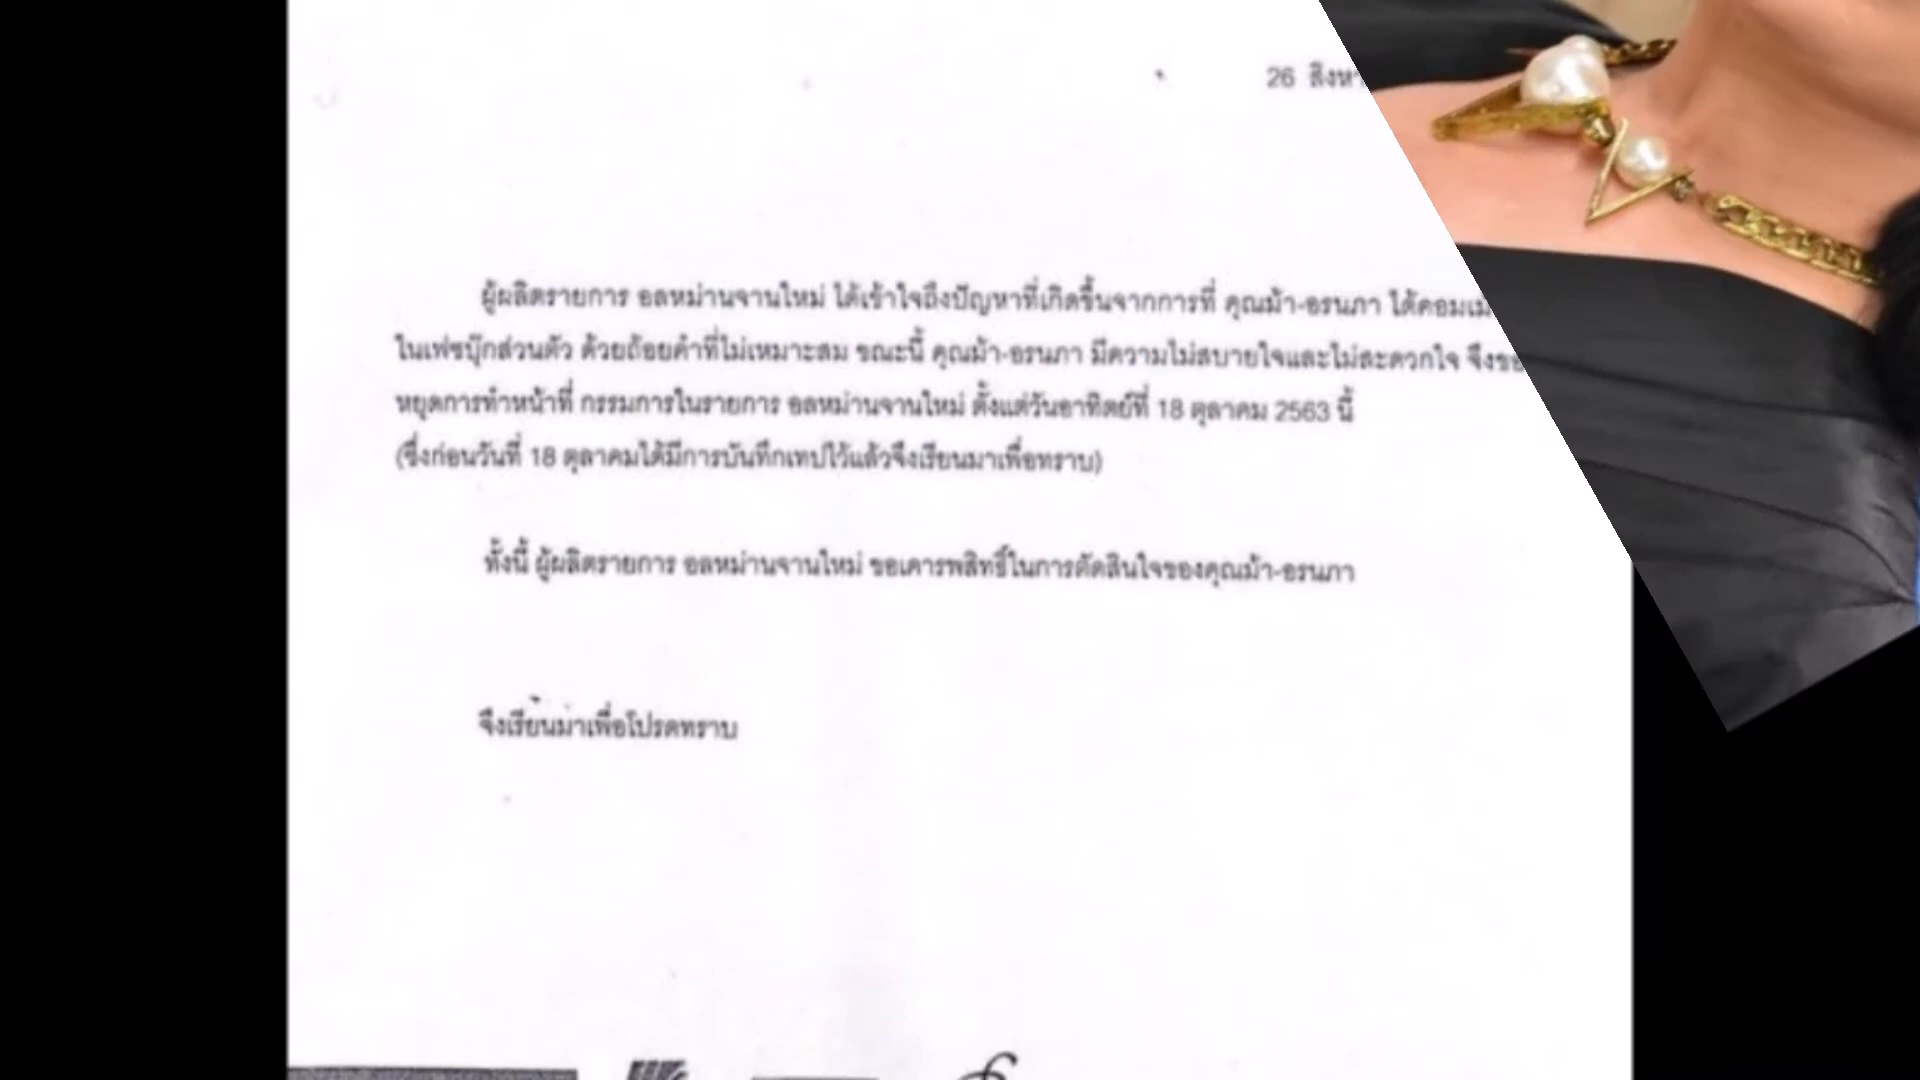 26 สิงหา
ผู้ผลิตรายการ อลหม่านจานใหม่ ได้เข้าใจถึงปัญหาที่เกิดขึ้นจากการที่ คุณม้า-อรนภา ได้คอมเม
ในเฟซบุ๊กส่วนตัว ด้วยถ้อยคำที่ไม่เหมาะสม ขณะนี้ คุณม้า-อรนภา มีความไม่สบายใจและไม่สะดวกใจ จึงขอ
หยุดการทำหน้าที่ กรรมการในรายการ อลหม่านจานใหม่ ตั้งแต่วันอาทิตย์ที่ 18 ตุลาคม 2563 นี้
(ซึ่งก่อนวันที่ 18 ตุลาคมได้มีการบันทึกเทปไว้แล้วจึงเรียนมาเพื่อทราบ)
ทั้งนี้ ผู้ผลิตรายการ อลหม่านจานใหม่ ขอเคารพสิทธิ์ในการตัดสินใจของคุณม้า-อรนภา
จึงเรียนมาเพื่อโปรดทราบ